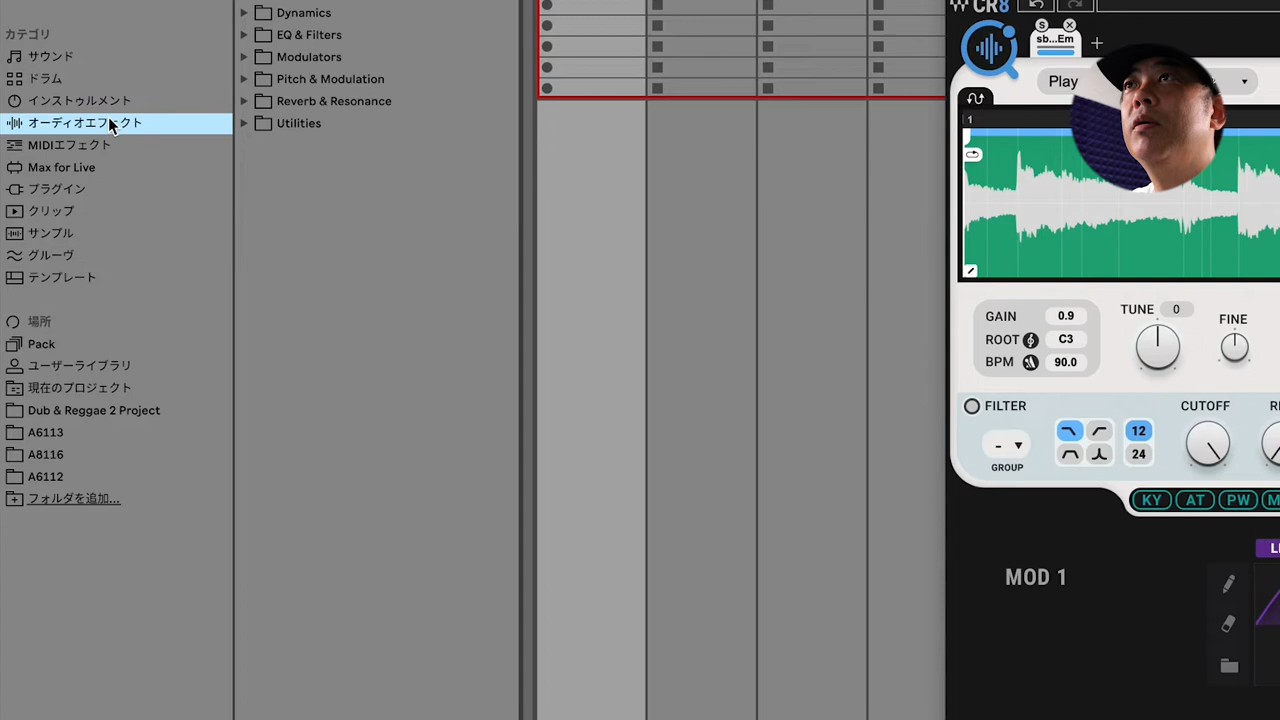 カテゴリ
サウンド
ドラム
インストゥルメント
オーディオエフェクト
MIDIエフェクト
Max for Live
プラグイン
クリップ
サンプル
グルーヴ
テンプレート
場所
Pack
ユーザーライブラリ
現在のプロジェクト
Dub & Reggae 2 Project
A6113
A8116
A6112
フォルダを追加...
Dynamics
EQ & Filters
Modulators
Pitch & Modulation
Reverb & Resonance
Utilities
CR8
S
sb...Em
Play
1
GAIN 0.9
ROOT C3
BPM 90.0
TUNE 0
FINE
FILTER
-
GROUP
12
24
CUTOFF
KY AT PW
MOD 1